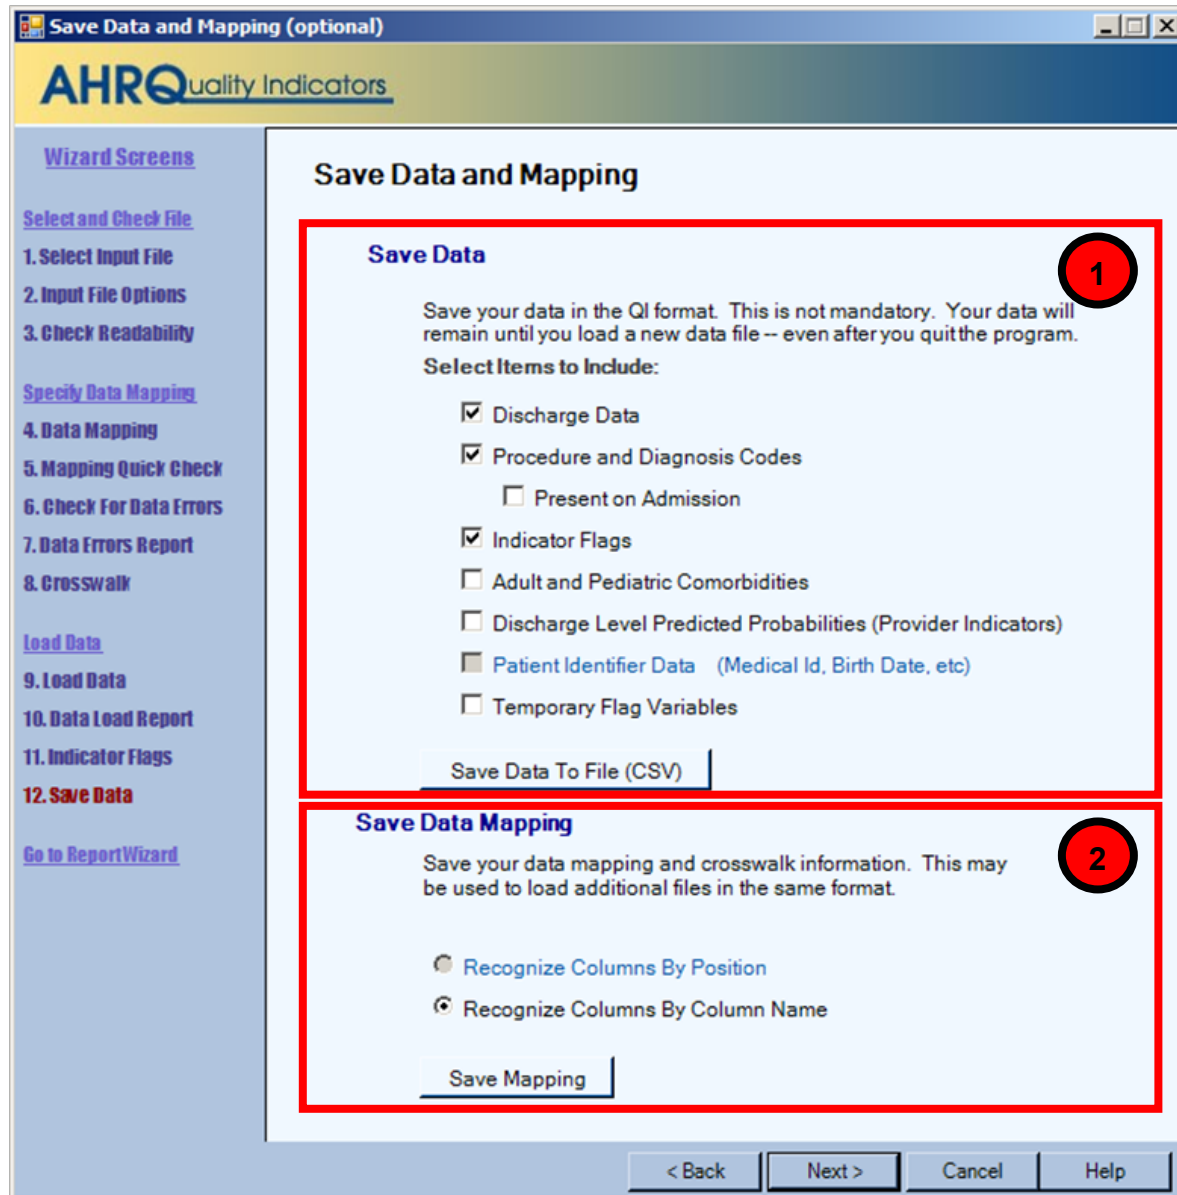 Save Data and Mapping (optional)
AHRQuality Indicators
Wizard Screens
Select and Check File
1. Select Input File
2. Input File Options
3. Check Readability
Specify Data Mapping
4. Data Mapping
5. Mapping Quick Check
6. Check For Data Errors
7. Data Errors Report
8. Crosswalk
Load Data
9. Load Data
10. Data Load Report
11. Indicator Flags
12. Save Data
Go to ReportWizard
Save Data and Mapping
Save Data
1
Save your data in the QI format. This is not mandatory. Your data will
remain until you load a new data file -- even after you quit the program.
Select Items to Include:
Discharge Data
Procedure and Diagnosis Codes
Present on Admission
Indicator Flags
Adult and Pediatric Comorbidities
Discharge Level Predicted Probabilities (Provider Indicators)
Patient Identifier Data (Medical Id, Birth Date, etc)
Temporary Flag Variables
Save Data To File (CSV)
Save Data Mapping
2
Save your data mapping and crosswalk information. This may
be used to load additional files in the same format.
Recognize Columns By Position
Recognize Columns By Column Name
Save Mapping
< Back
Next >
Cancel
Help